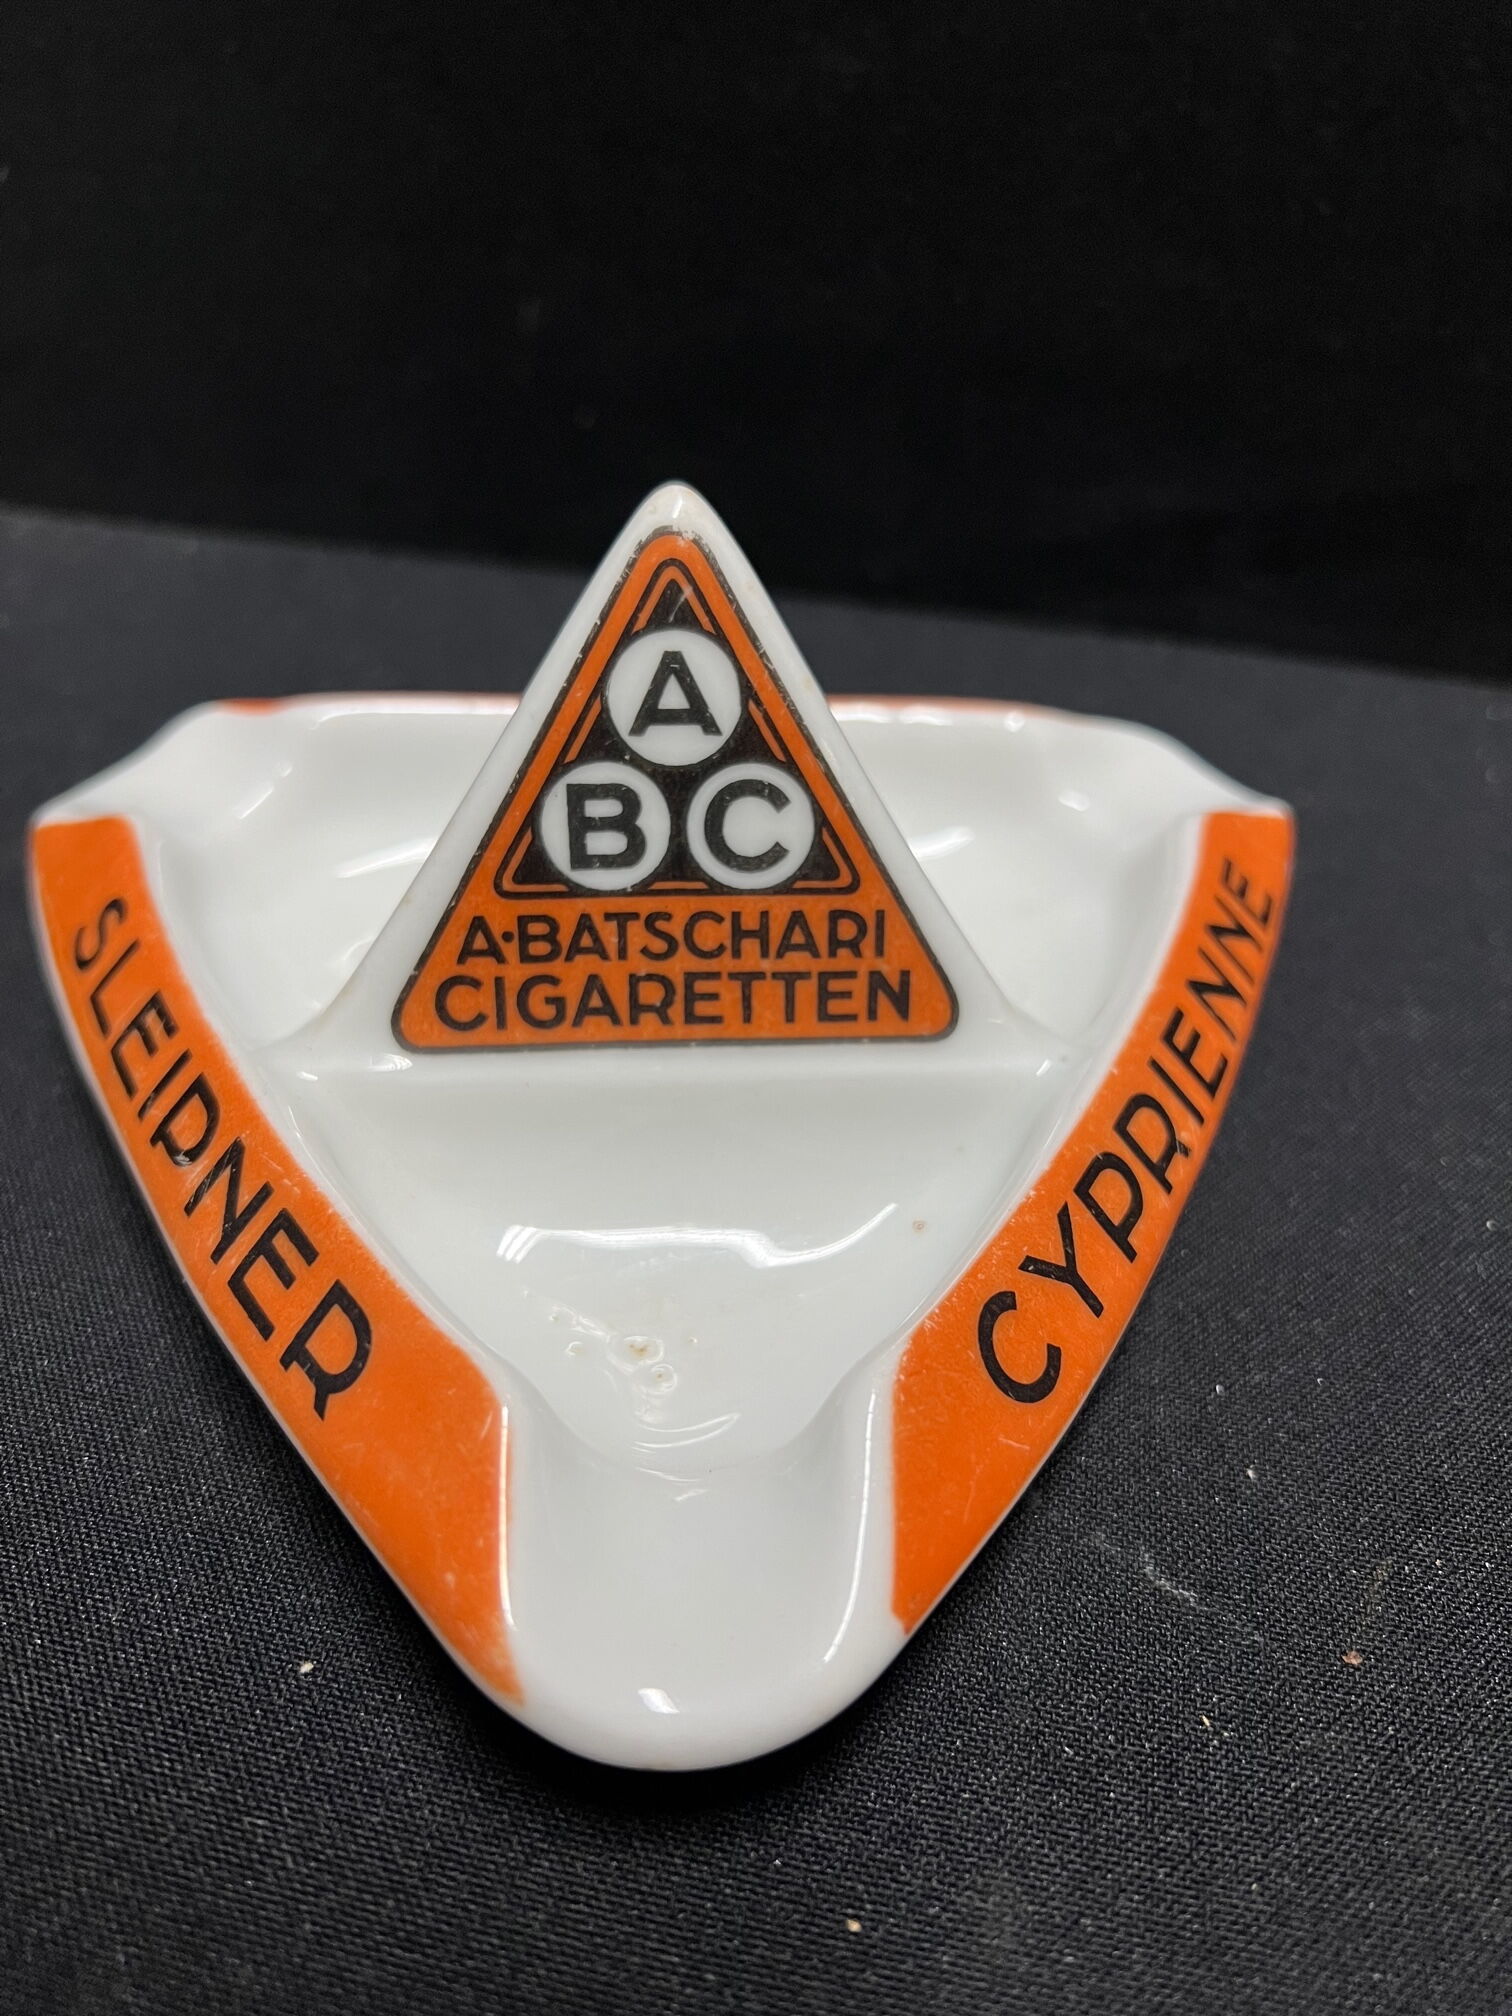 A
B C
A·BATSCHARI
CIGARETTEN
SLEIPNER
CYPRIENNE